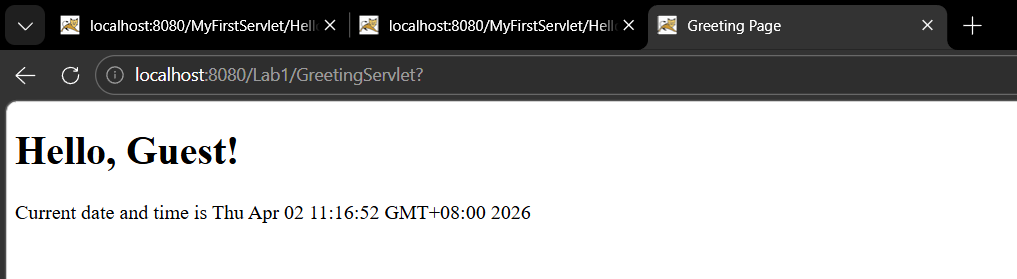 localhost:8080/MyFirstServlet/Hell
localhost:8080/MyFirstServlet/Hell
Greeting Page
localhost:8080/Lab1/GreetingServlet?
Hello, Guest!
Current date and time is Thu Apr 02 11:16:52 GMT+08:00 2026